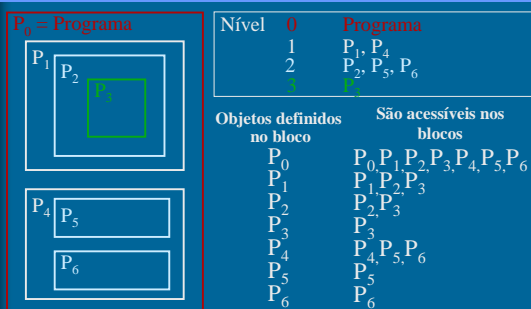 P₀ = Programa
P₁
P₂
P₃
P₄
P₅
P₆
Nível 0 Programa
1 P₁, P₄
2 P₂, P₅, P₆
3 P₃
Objetos definidos no bloco São acessíveis nos blocos
P₀ P₀,P₁,P₂,P₃,P₄,P₅,P₆
P₁ P₁,P₂,P₃
P₂ P₂,P₃
P₃ P₃
P₄ P₄,P₅,P₆
P₅ P₅
P₆ P₆